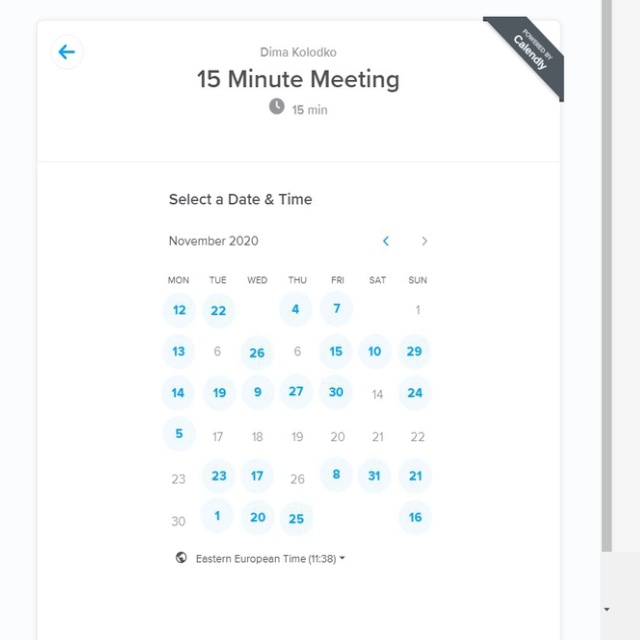 Dima Kolodko
15 Minute Meeting
15 min
POWERED BY
Calendly
Select a Date & Time
November 2020
MON TUE WED THU FRI SAT SUN
12 22 4 7 1
13 6 26 6 15 10 29
14 19 9 27 30 14 24
5 17 18 19 20 21 22
23 23 17 26 8 31 21
30 1 20 25 16
Eastern European Time (11:38)